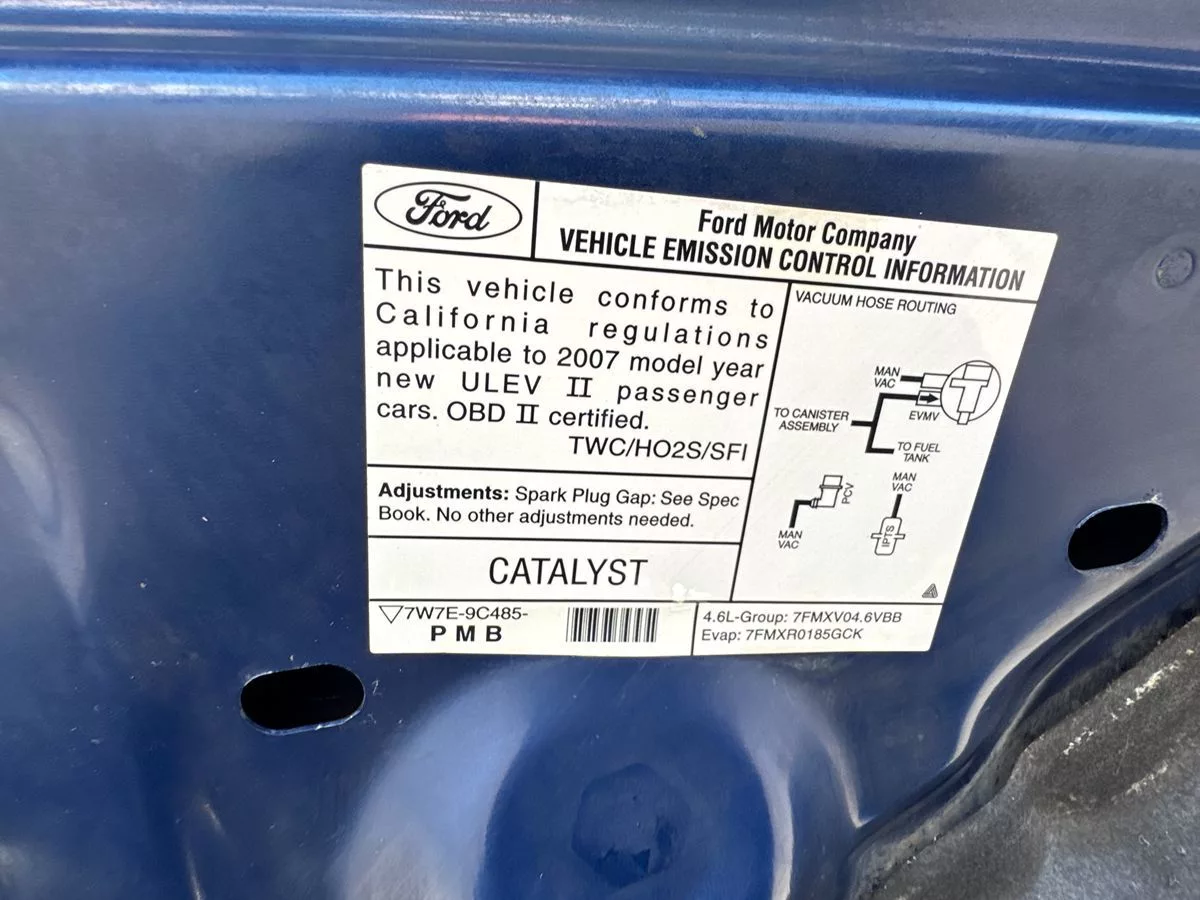 Ford
Ford Motor Company
VEHICLE EMISSION CONTROL INFORMATION
This vehicle conforms to
California regulations
applicable to 2007 model year
new ULEV II passenger
cars. OBD II certified.
TWC/HO2S/SFI
Adjustments: Spark Plug Gap: See Spec
Book. No other adjustments needed.
CATALYST
7W7E-9C485-
PMB
VACUUM HOSE ROUTING
MAN
VAC
EVMV
TO CANISTER
ASSEMBLY
TO FUEL
TANK
PCV
MAN
VAC
MAN
VAC
IPTS
4.6L-Group: 7FMXV04.6VBB
Evap: 7FMXR0185GCK